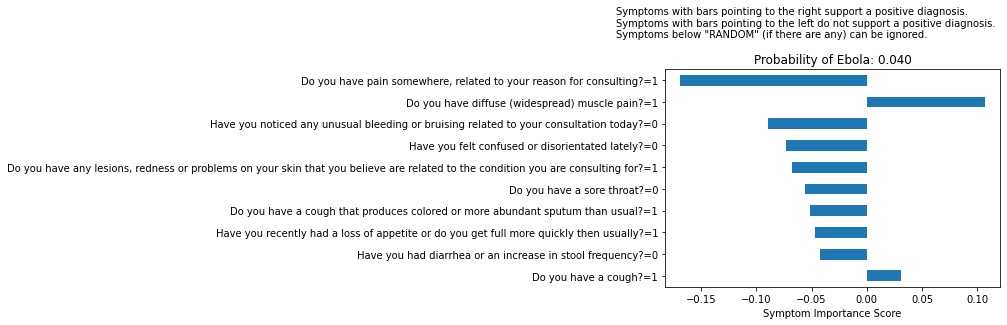 Symptoms with bars pointing to the right support a positive diagnosis.
Symptoms with bars pointing to the left do not support a positive diagnosis.
Symptoms below "RANDOM" (if there are any) can be ignored.
Probability of Ebola: 0.040
Do you have pain somewhere, related to your reason for consulting?=1
Do you have diffuse (widespread) muscle pain?=1
Have you noticed any unusual bleeding or bruising related to your consultation today?=0
Have you felt confused or disorientated lately?=0
Do you have any lesions, redness or problems on your skin that you believe are related to the condition you are consulting for?=1
Do you have a sore throat?=0
Do you have a cough that produces colored or more abundant sputum than usual?=1
Have you recently had a loss of appetite or do you get full more quickly then usually?=1
Have you had diarrhea or an increase in stool frequency?=0
Do you have a cough?=1
−0.15 −0.10 −0.05 0.00 0.05 0.10
Symptom Importance Score